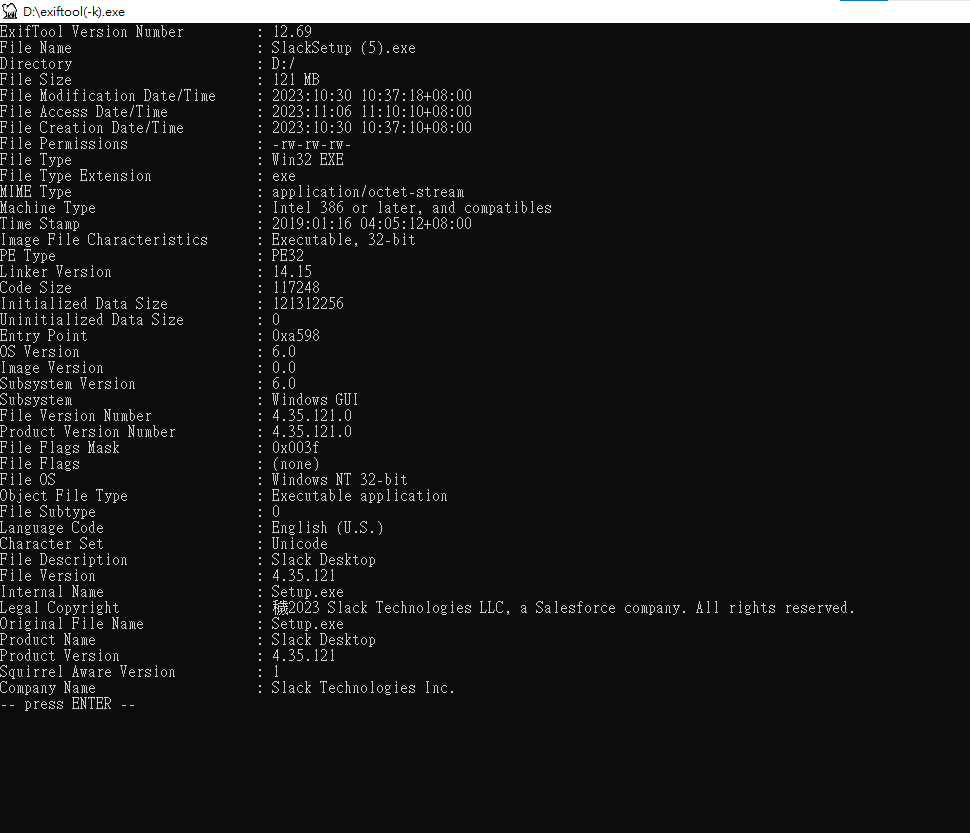 D:\exiftool(-k).exe
ExifTool Version Number : 12.69
File Name : SlackSetup (5).exe
Directory : D:/
File Size : 121 MB
File Modification Date/Time : 2023:10:30 10:37:18+08:00
File Access Date/Time : 2023:11:06 11:10:10+08:00
File Creation Date/Time : 2023:10:30 10:37:10+08:00
File Permissions : -rw-rw-rw-
File Type : Win32 EXE
File Type Extension : exe
MIME Type : application/octet-stream
Machine Type : Intel 386 or later, and compatibles
Time Stamp : 2019:01:16 04:05:12+08:00
Image File Characteristics : Executable, 32-bit
PE Type : PE32
Linker Version : 14.15
Code Size : 117248
Initialized Data Size : 121312256
Uninitialized Data Size : 0
Entry Point : 0xa598
OS Version : 6.0
Image Version : 0.0
Subsystem Version : 6.0
Subsystem : Windows GUI
File Version Number : 4.35.121.0
Product Version Number : 4.35.121.0
File Flags Mask : 0x003f
File Flags : (none)
File OS : Windows NT 32-bit
Object File Type : Executable application
File Subtype : 0
Language Code : English (U.S.)
Character Set : Unicode
File Description : Slack Desktop
File Version : 4.35.121
Internal Name : Setup.exe
Legal Copyright : 穢2023 Slack Technologies LLC, a Salesforce company. All rights reserved.
Original File Name : Setup.exe
Product Name : Slack Desktop
Product Version : 4.35.121
Squirrel Aware Version : 1
Company Name : Slack Technologies Inc.
-- press ENTER --